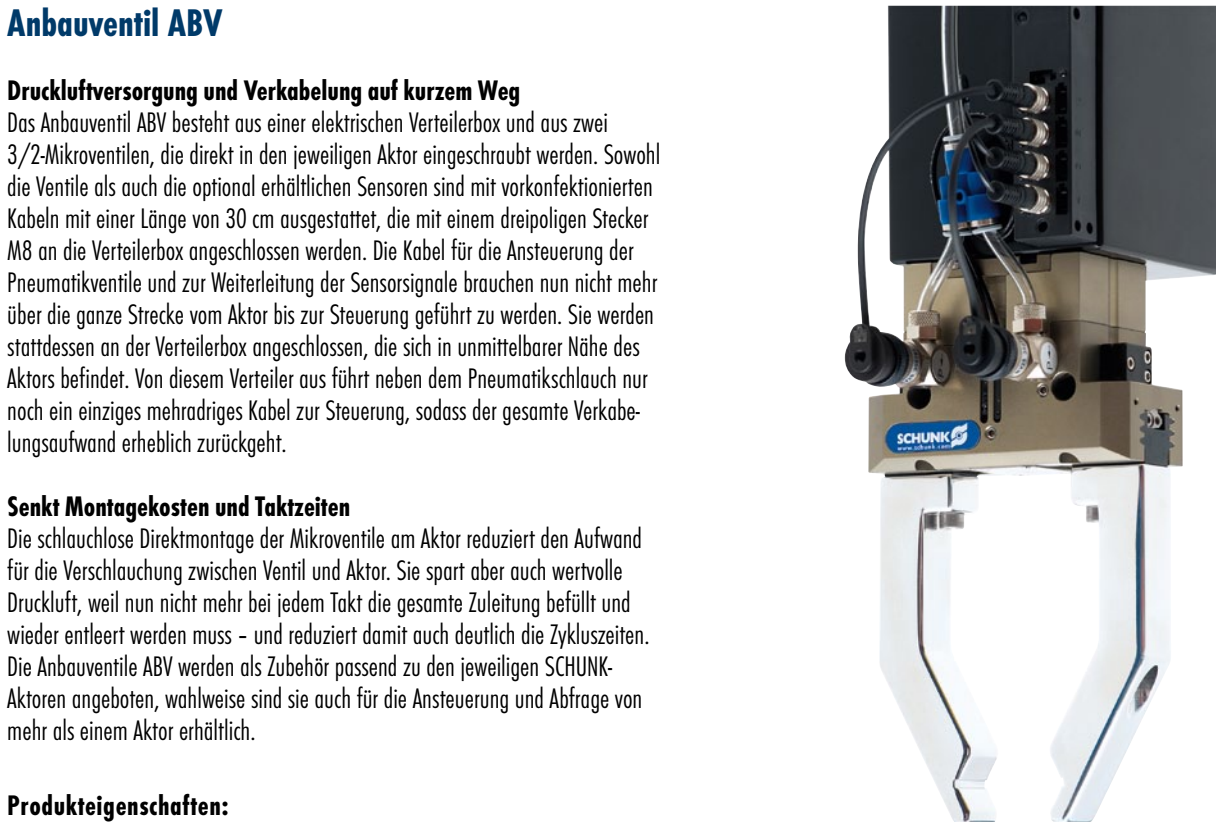 Anbauventil ABV
Druckluftversorgung und Verkabelung auf kurzem Weg
Das Anbauventil ABV besteht aus einer elektrischen Verteilerbox und aus zwei
3/2-Mikroventilen, die direkt in den jeweiligen Aktor eingeschraubt werden. Sowohl
die Ventile als auch die optional erhältlichen Sensoren sind mit vorkonfektionierten
Kabeln mit einer Länge von 30 cm ausgestattet, die mit einem dreipoligen Stecker
M8 an die Verteilerbox angeschlossen werden. Die Kabel für die Ansteuerung der
Pneumatikventile und zur Weiterleitung der Sensorsignale brauchen nun nicht mehr
über die ganze Strecke vom Aktor bis zur Steuerung geführt zu werden. Sie werden
stattdessen an der Verteilerbox angeschlossen, die sich in unmittelbarer Nähe des
Aktors befindet. Von diesem Verteiler aus führt neben dem Pneumatikschlauch nur
noch ein einziges mehradriges Kabel zur Steuerung, sodass der gesamte Verkabe-
lungsaufwand erheblich zurückgeht.
Senkt Montagekosten und Taktzeiten
Die schlauchlose Direktmontage der Mikroventile am Aktor reduziert den Aufwand
für die Verschlauchung zwischen Ventil und Aktor. Sie spart aber auch wertvolle
Druckluft, weil nun nicht mehr bei jedem Takt die gesamte Zuleitung befüllt und
wieder entleert werden muss – und reduziert damit auch deutlich die Zykluszeiten.
Die Anbauventile ABV werden als Zubehör passend zu den jeweiligen SCHUNK-
Aktoren angeboten, wahlweise sind sie auch für die Ansteuerung und Abfrage von
mehr als einem Aktor erhältlich.
Produkteigenschaften:
SCHUNK
www.schunk.com